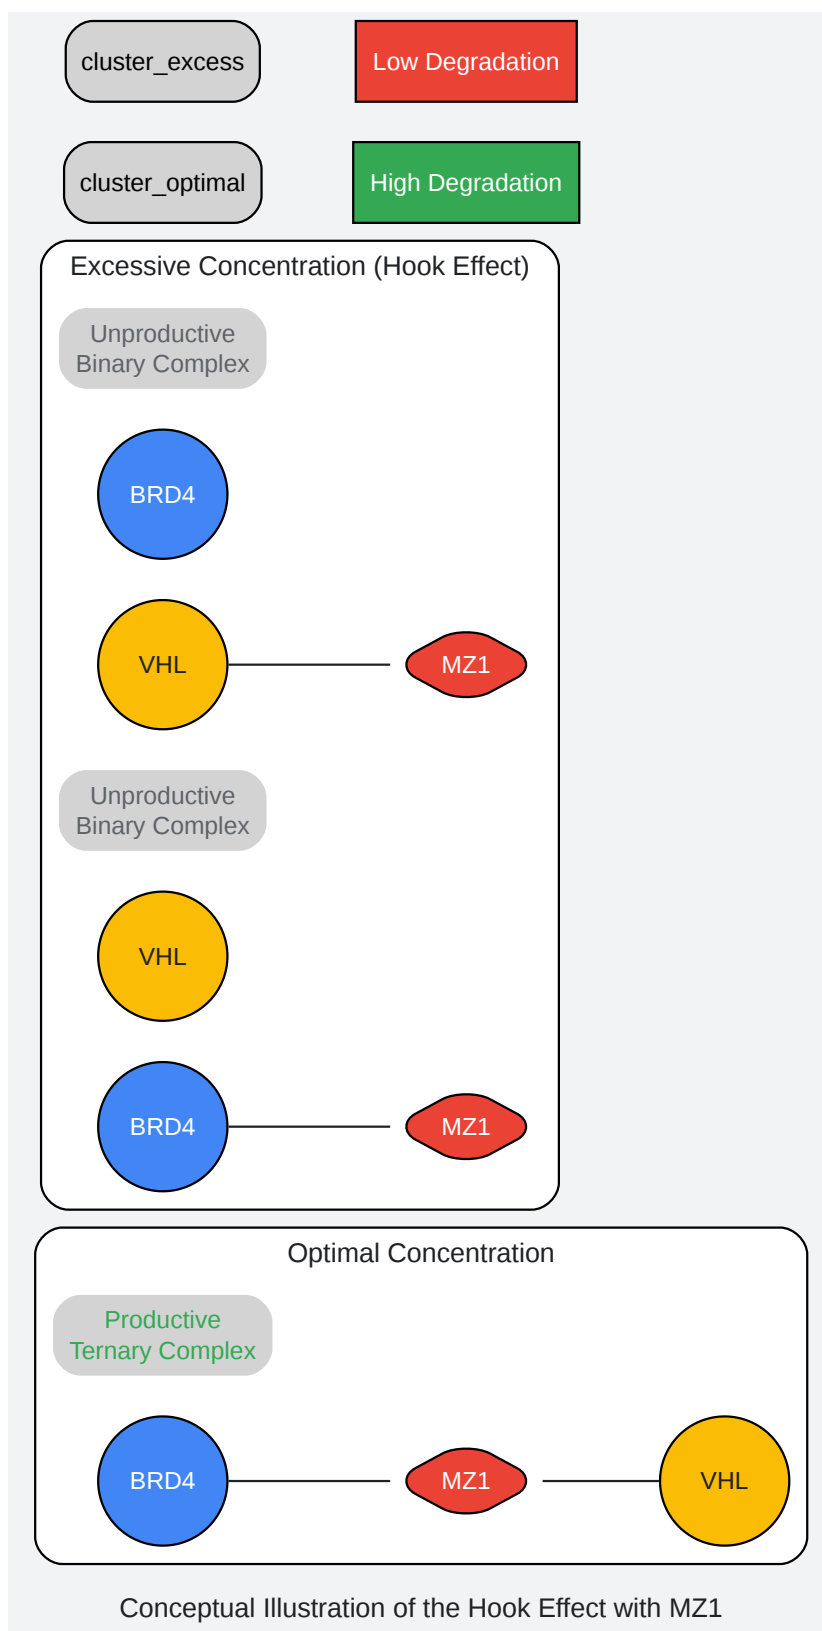 cluster_excess
Low Degradation
cluster_optimal
High Degradation
Excessive Concentration (Hook Effect)
Unproductive
Binary Complex
BRD4
VHL
MZ1
Unproductive
Binary Complex
VHL
BRD4
MZ1
Optimal Concentration
Productive
Ternary Complex
BRD4
MZ1
VHL
Conceptual Illustration of the Hook Effect with MZ1